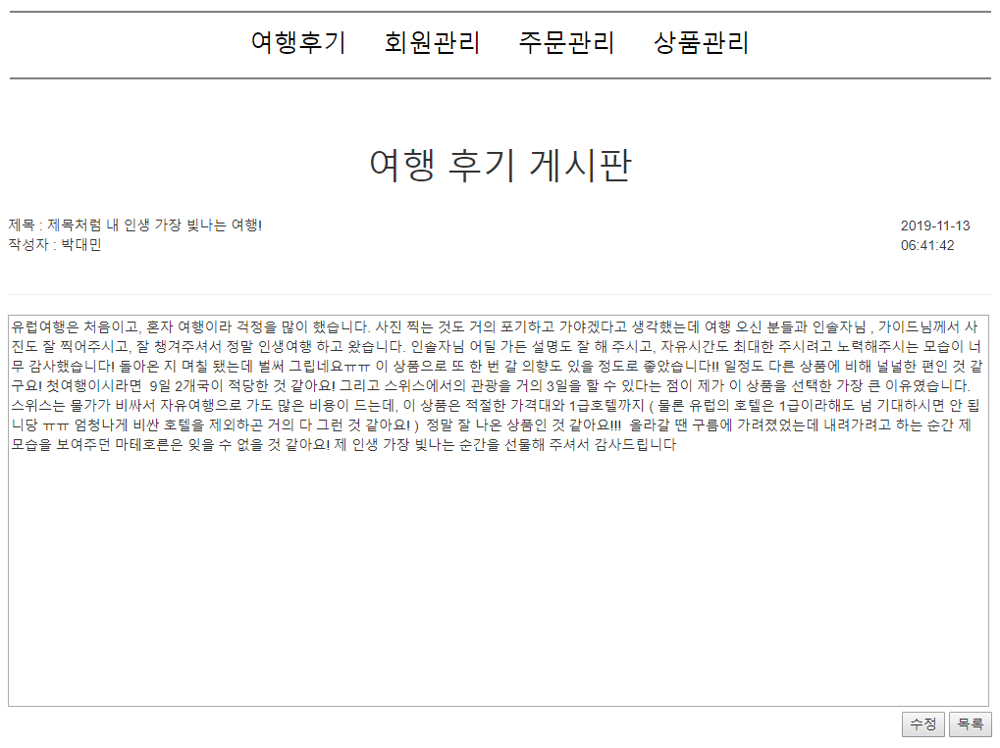 여행후기 회원관리 주문관리 상품관리
여행 후기 게시판
제목 : 제목처럼 내 인생 가장 빛나는 여행!
2019-11-13
작성자 : 박대민
06:41:42
유럽여행은 처음이고, 혼자 여행이라 걱정을 많이 했습니다. 사진 찍는 것도 거의 포기하고 가야겠다고 생각했는데 여행 오신 분들과 인솔자님 , 가이드님께서 사
진도 잘 찍어주시고, 잘 챙겨주셔서 정말 인생여행 하고 왔습니다. 인솔자님 어딜 가든 설명도 잘 해 주시고, 자유시간도 최대한 주시려고 노력해주시는 모습이 너
무 감사했습니다! 돌아온 지 며칠 됐는데 벌써 그립네요ㅠㅠ 이 상품으로 또 한 번 갈 의향도 있을 정도로 좋았습니다!! 일정도 다른 상품에 비해 널널한 편인 것 같
구요! 첫여행이시라면  9일 2개국이 적당한 것 같아요! 그리고 스위스에서의 관광을 거의 3일을 할 수 있다는 점이 제가 이 상품을 선택한 가장 큰 이유였습니다.
스위스는 물가가 비싸서 자유여행으로 가도 많은 비용이 드는데, 이 상품은 적절한 가격대와 1급호텔까지 ( 물론 유럽의 호텔은 1급이라해도 넘 기대하시면 안 됩
니당 ㅠㅠ 엄청나게 비싼 호텔을 제외하곤 거의 다 그런 것 같아요! )  정말 잘 나온 상품인 것 같아요!!!  올라갈 땐 구름에 가려졌었는데 내려가려고 하는 순간 제
모습을 보여주던 마테호른은 잊을 수 없을 것 같아요! 제 인생 가장 빛나는 순간을 선물해 주셔서 감사드립니다
수정 목록